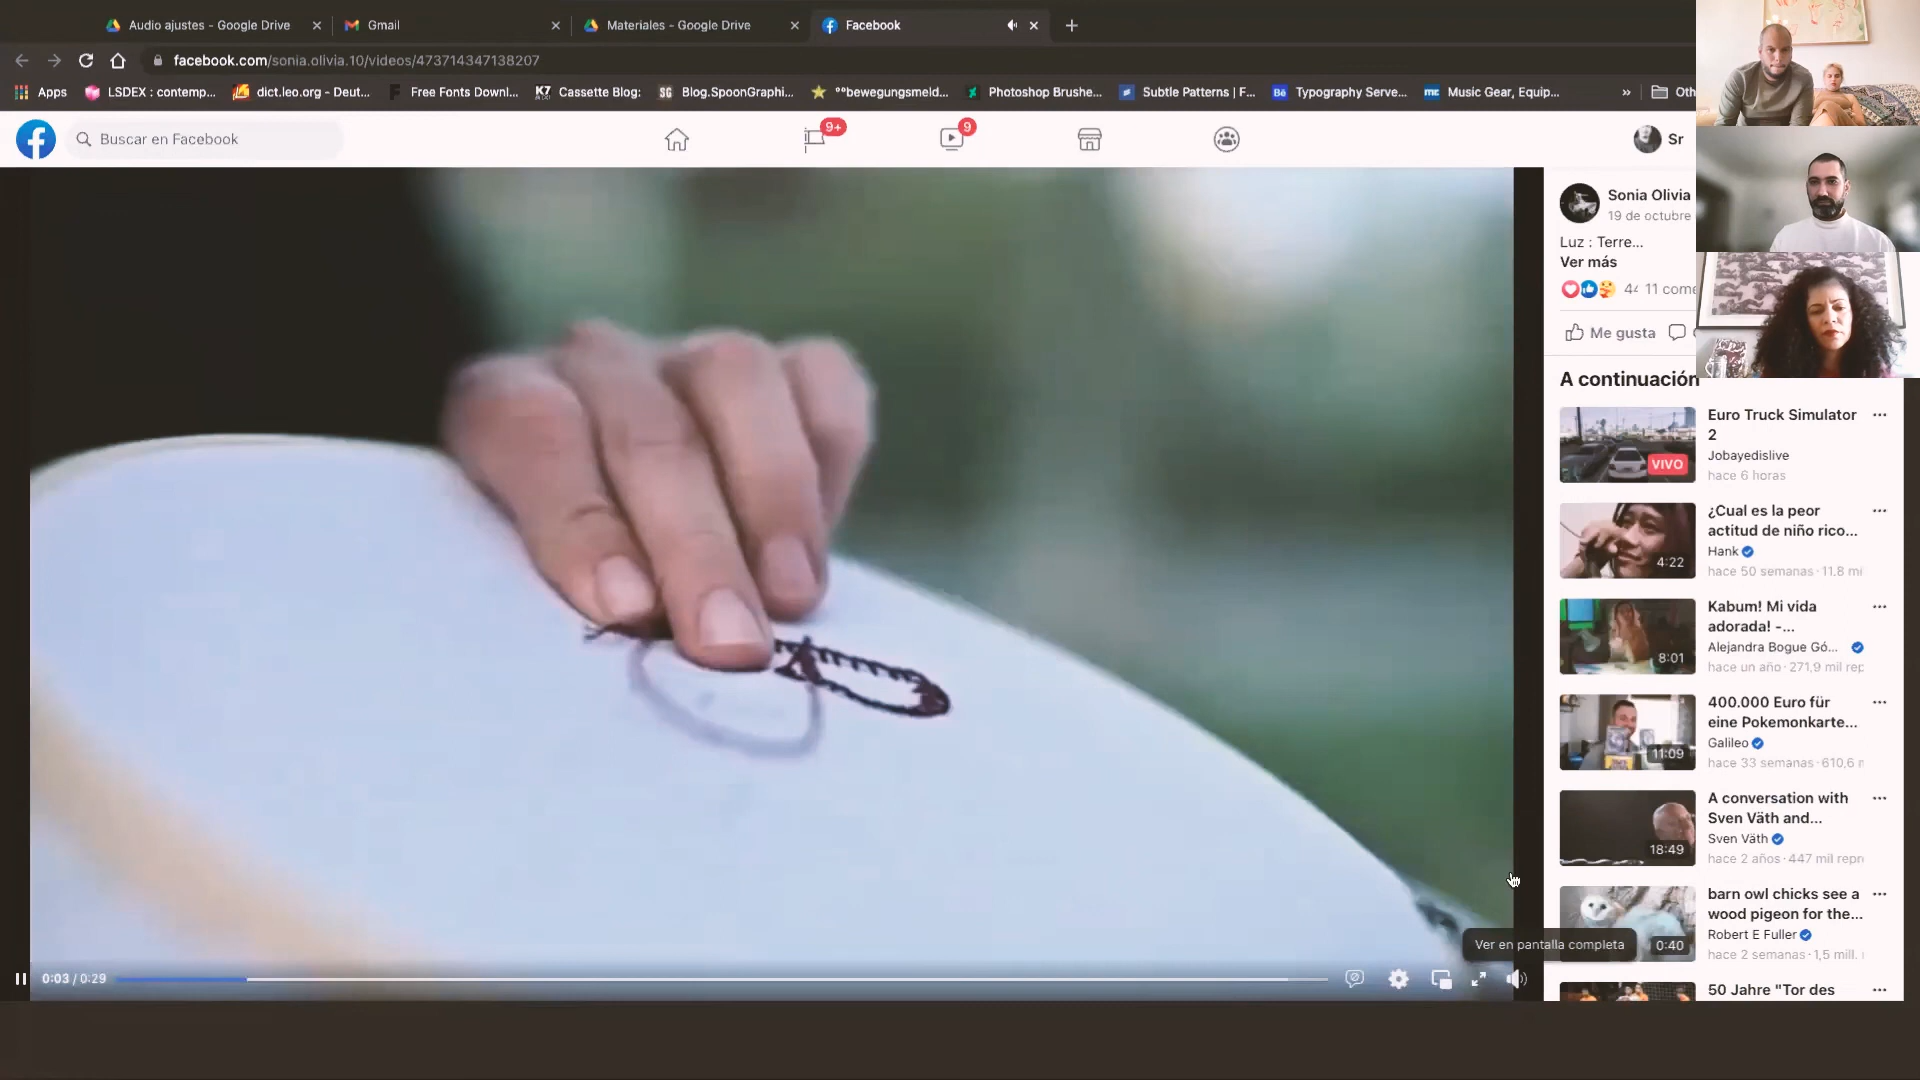 Audio ajustes - Google Drive
Gmail
Materiales - Google Drive
Facebook
facebook.com/sonia.olivia.10/videos/473714347138207
Apps
LSDEX : contemp...
dict.leo.org - Deut...
Free Fonts Downl...
Cassette Blog:
Blog.SpoonGraphi...
°°bewegungsmeld...
Photoshop Brushe...
Subtle Patterns | F...
Typography Serve...
Music Gear, Equip...
»
Oth
Buscar en Facebook
9+
9
Sr
Sonia Olivia
19 de octubre
Luz : Terre...
Ver más
44 11 come
Me gusta
A continuación
Euro Truck Simulator
2
Jobayedislive
hace 6 horas
VIVO
¿Cual es la peor
actitud de niño rico...
Hank
hace 50 semanas · 11,8 mi
4:22
Kabum! Mi vida
adorada! -...
Alejandra Bogue Gó...
hace un año · 271,9 mil rep
8:01
400.000 Euro für
eine Pokemonkarte...
Galileo
hace 33 semanas · 610,6 m
11:09
A conversation with
Sven Väth and...
Sven Väth
hace 2 años · 447 mil repr
18:49
barn owl chicks see a
wood pigeon for the...
Robert E Fuller
hace 2 semanas · 1,5 mill.
0:40
50 Jahre "Tor des
Ver en pantalla completa
0:03 / 0:29